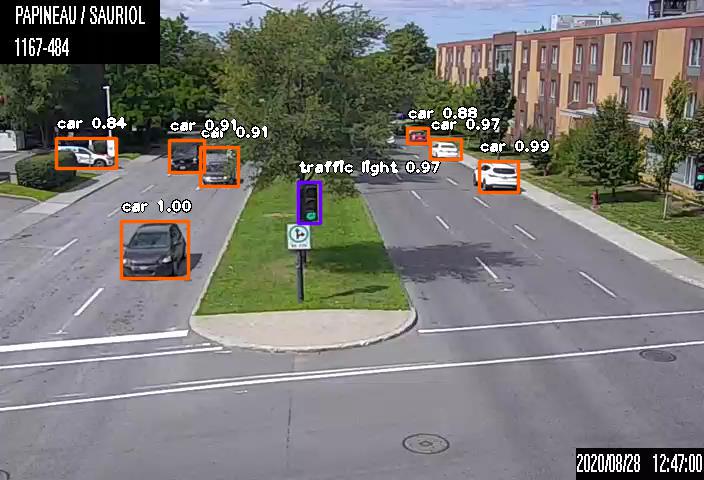 PAPINEAU / SAURIOL
1167-484
car 0.88
car 0.84
car 0.91
car 0.97
car 0.91
car 0.99
traffic light 0.97
car 1.00
2020/08/28 12:47:00